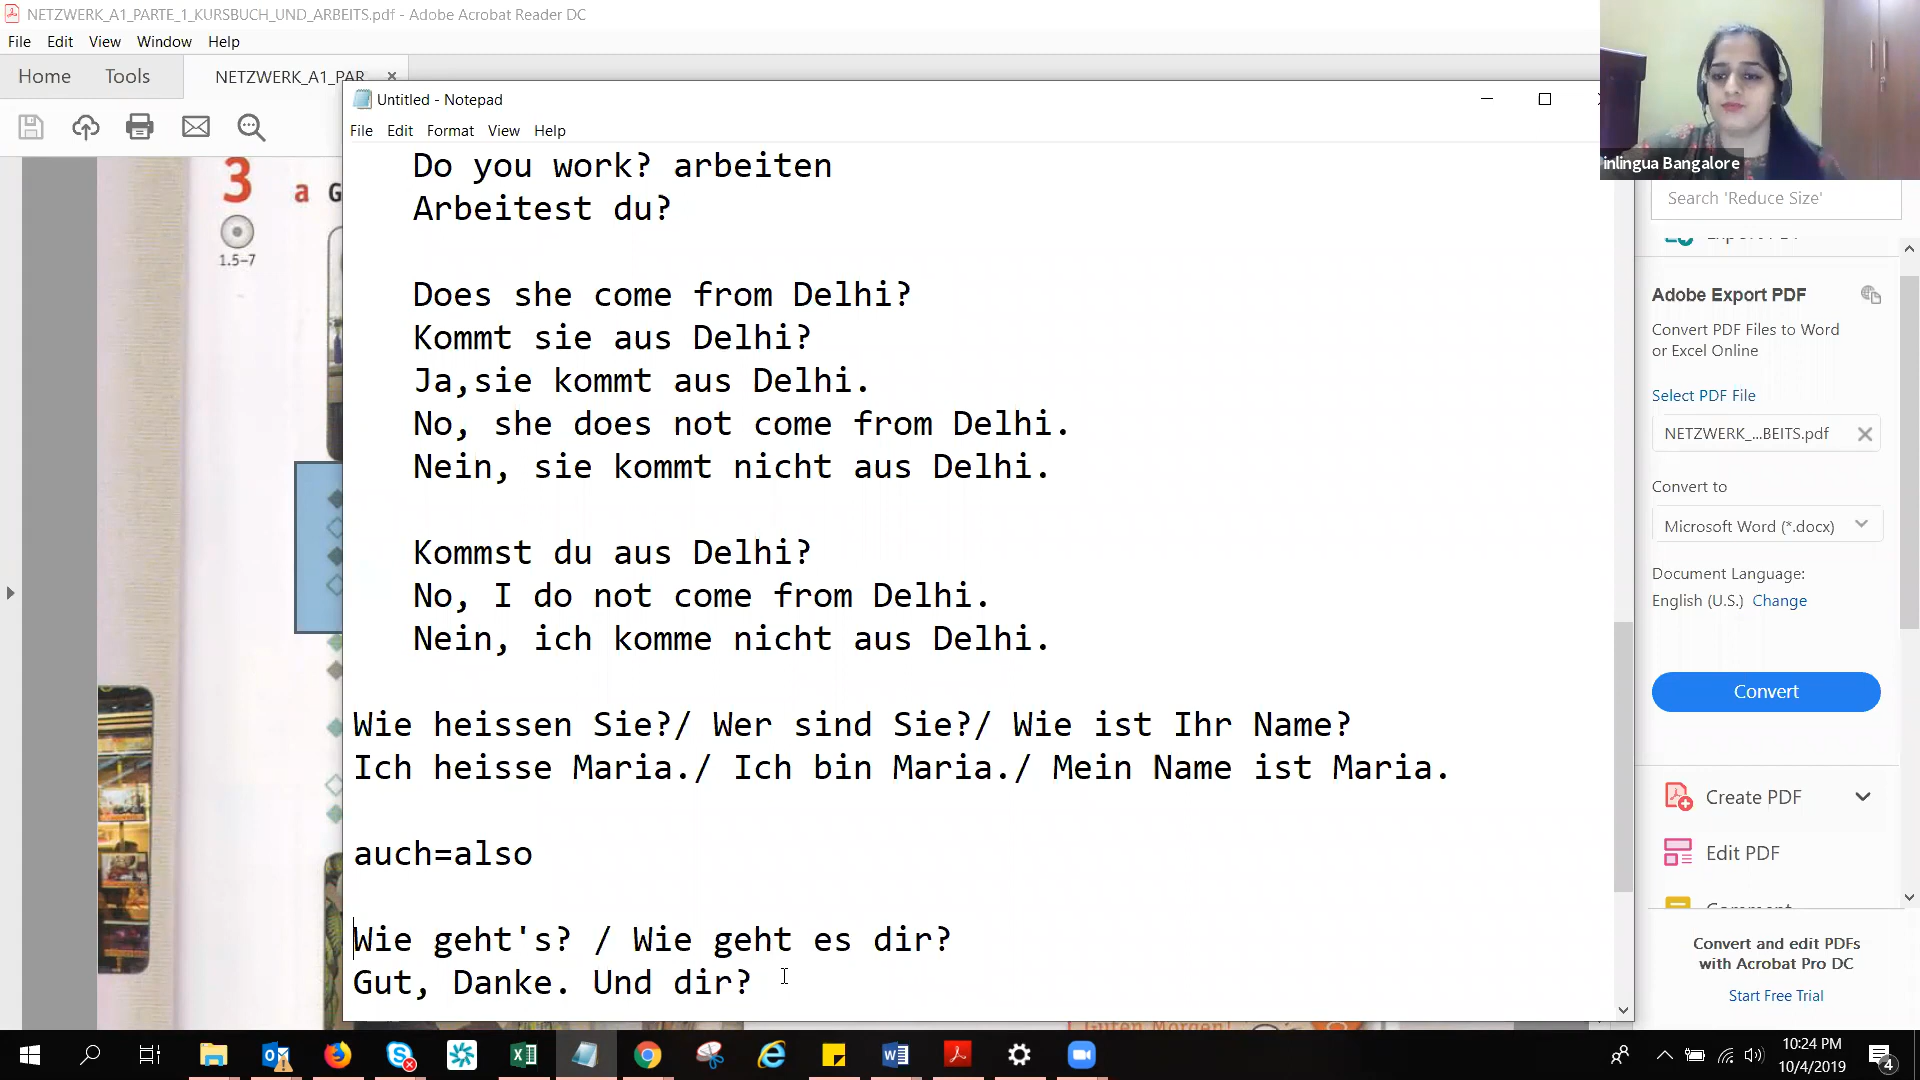 NETZWERK_A1_PARTE_1_KURSBUCH_UND_ARBEITS.pdf - Adobe Acrobat Reader DC
File Edit View Window Help
Home Tools NETZWERK_A1_PAR
3 a G
1.5-7
Untitled - Notepad
File Edit Format View Help
Do you work? arbeiten
Arbeitest du?
Does she come from Delhi?
Kommt sie aus Delhi?
Ja,sie kommt aus Delhi.
No, she does not come from Delhi.
Nein, sie kommt nicht aus Delhi.
Kommst du aus Delhi?
No, I do not come from Delhi.
Nein, ich komme nicht aus Delhi.
Wie heissen Sie?/ Wer sind Sie?/ Wie ist Ihr Name?
Ich heisse Maria./ Ich bin Maria./ Mein Name ist Maria.
auch=also
Wie geht's? / Wie geht es dir?
Gut, Danke. Und dir?
Guten Morgen!
inlingua Bangalore
Search 'Reduce Size'
Adobe Export PDF
Convert PDF Files to Word
or Excel Online
Select PDF File
NETZWERK_...BEITS.pdf
Convert to
Microsoft Word (*.docx)
Document Language:
English (U.S.) Change
Convert
Create PDF
Edit PDF
Convert and edit PDFs
with Acrobat Pro DC
Start Free Trial
10:24 PM
10/4/2019
4